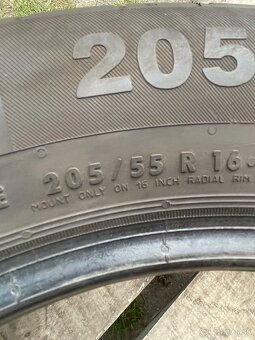 205
205/55 R 16
MOUNT ONLY ON 16 INCH RADIAL RIM